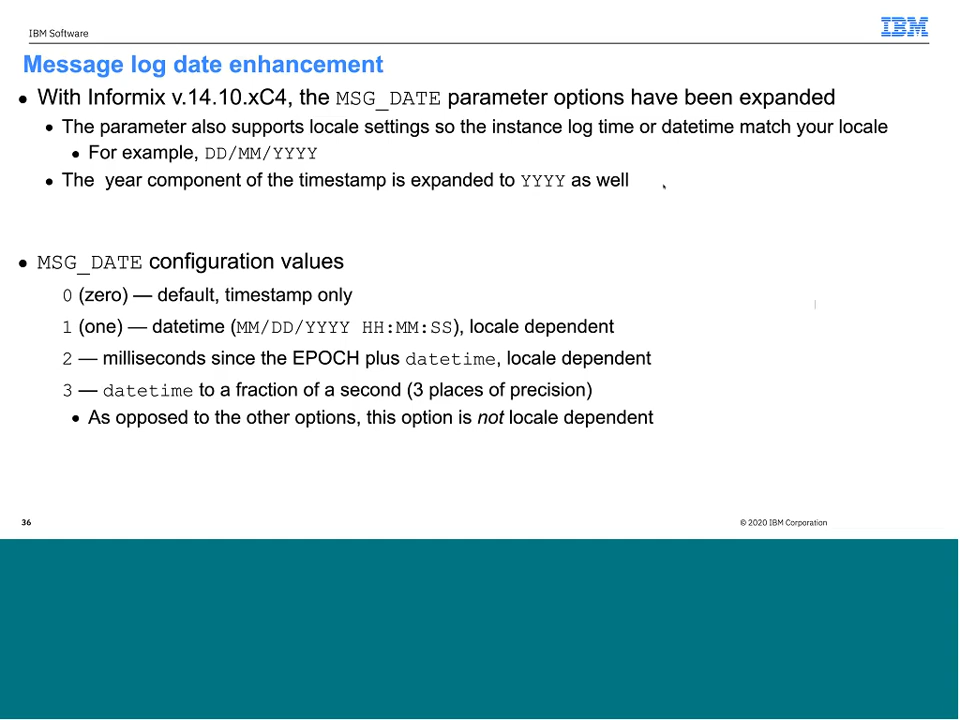 IBM Software
IBM
Message log date enhancement
• With Informix v.14.10.xC4, the MSG_DATE parameter options have been expanded
• The parameter also supports locale settings so the instance log time or datetime match your locale
• For example, DD/MM/YYYY
• The year component of the timestamp is expanded to YYYY as well
• MSG_DATE configuration values
0 (zero) — default, timestamp only
1 (one) — datetime (MM/DD/YYYY HH:MM:SS), locale dependent
2 — milliseconds since the EPOCH plus datetime, locale dependent
3 — datetime to a fraction of a second (3 places of precision)
• As opposed to the other options, this option is not locale dependent
36
© 2020 IBM Corporation